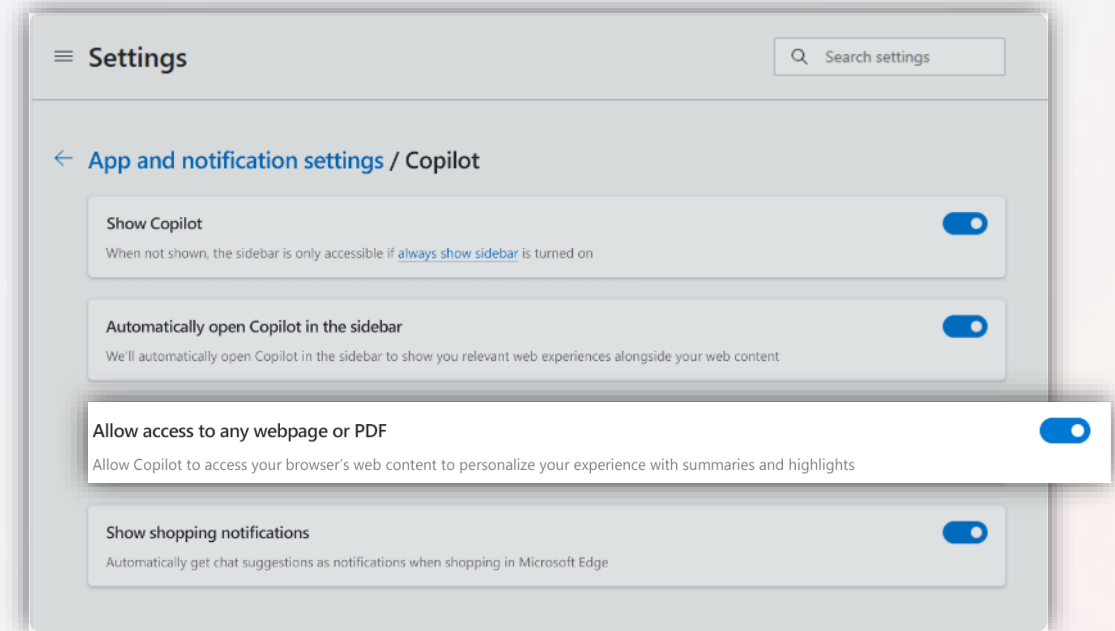 Settings
Search settings
App and notification settings / Copilot
Show Copilot
When not shown, the sidebar is only accessible if always show sidebar is turned on
Automatically open Copilot in the sidebar
We'll automatically open Copilot in the sidebar to show you relevant web experiences alongside your web content
Allow access to any webpage or PDF
Allow Copilot to access your browser's web content to personalize your experience with summaries and highlights
Show shopping notifications
Automatically get chat suggestions as notifications when shopping in Microsoft Edge